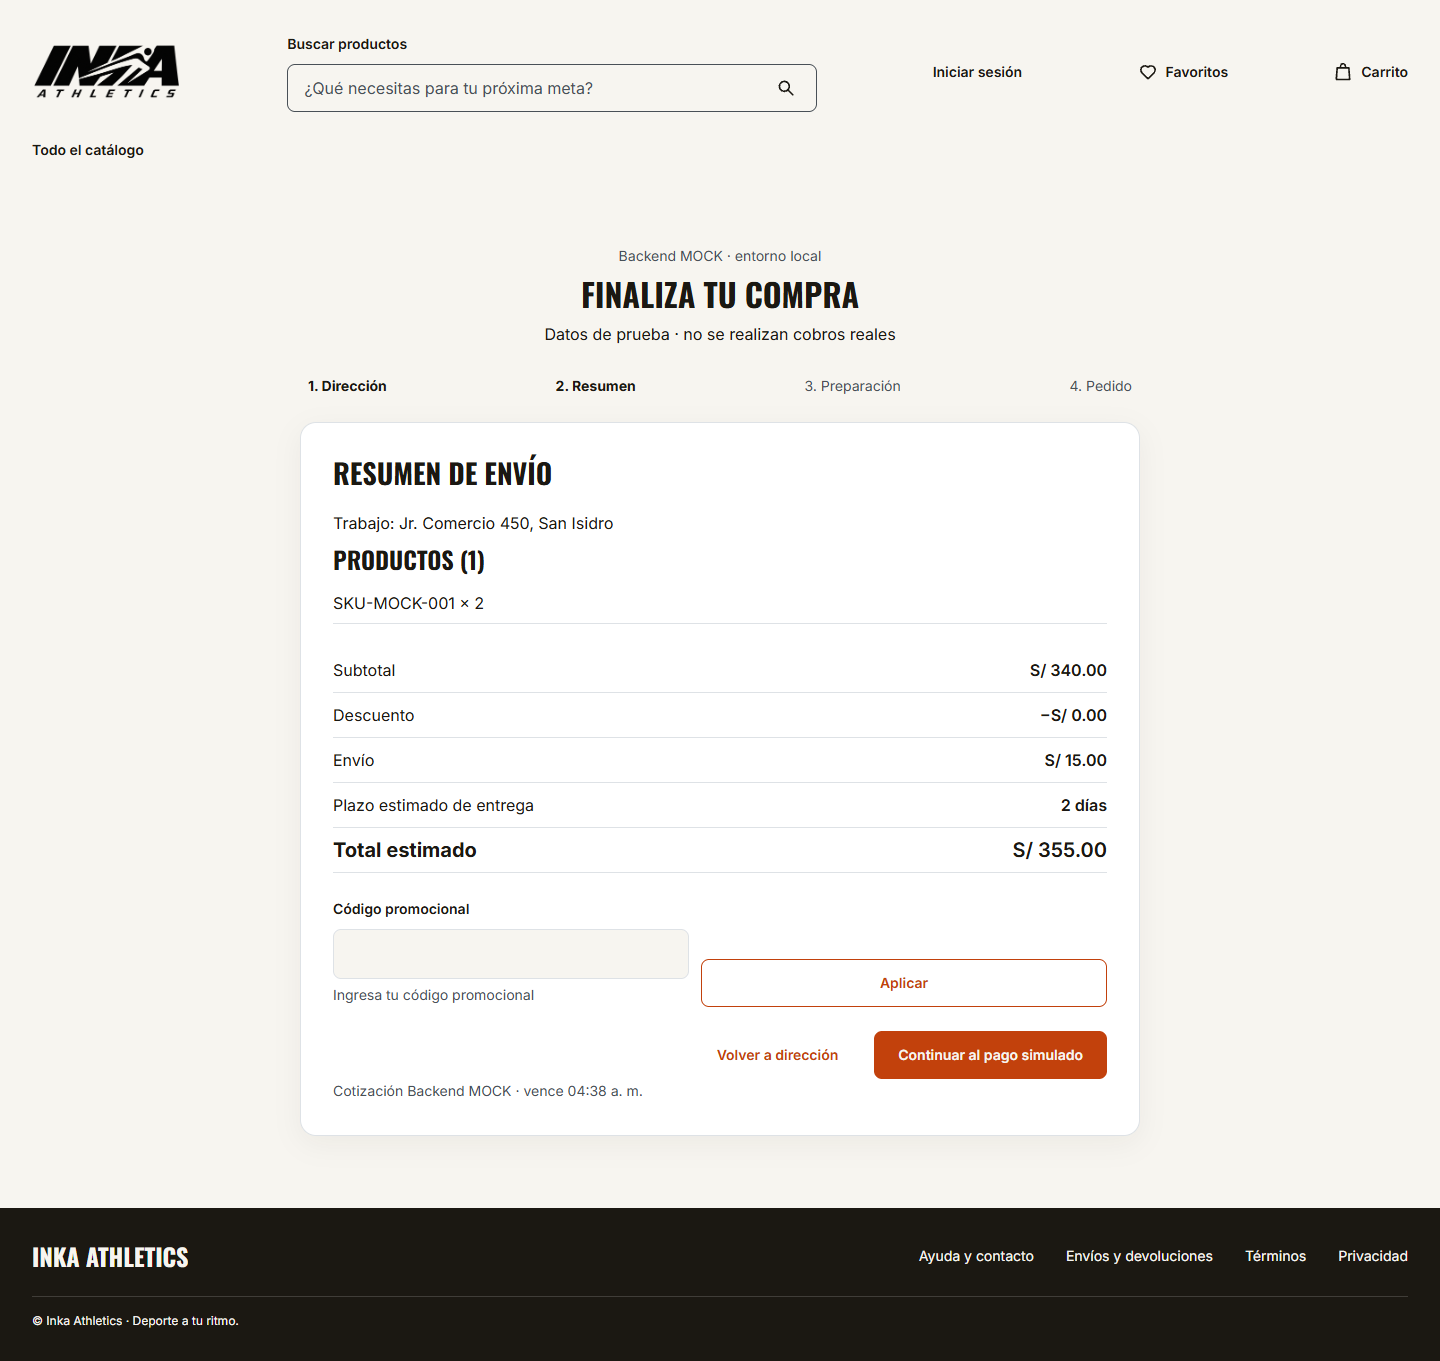 INKA
ATHLETICS
Buscar productos
¿Qué necesitas para tu próxima meta?
Iniciar sesión
Favoritos
Carrito
Todo el catálogo
Backend MOCK · entorno local
FINALIZA TU COMPRA
Datos de prueba · no se realizan cobros reales
1. Dirección
2. Resumen
3. Preparación
4. Pedido
RESUMEN DE ENVÍO
Trabajo: Jr. Comercio 450, San Isidro
PRODUCTOS (1)
SKU-MOCK-001 × 2
Subtotal S/ 340.00
Descuento −S/ 0.00
Envío S/ 15.00
Plazo estimado de entrega 2 días
Total estimado S/ 355.00
Código promocional
Ingresa tu código promocional
Aplicar
Volver a dirección
Continuar al pago simulado
Cotización Backend MOCK · vence 04:38 a. m.
INKA ATHLETICS
Ayuda y contacto
Envíos y devoluciones
Términos
Privacidad
© Inka Athletics · Deporte a tu ritmo.